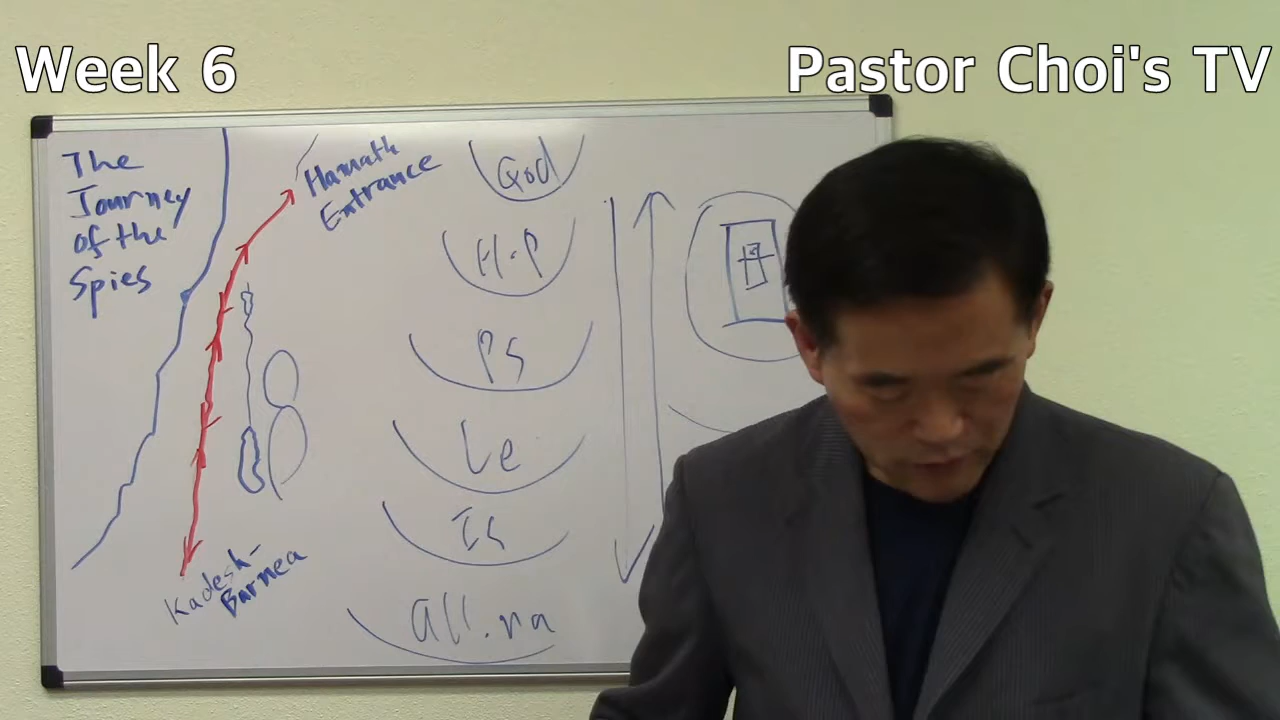 Week 6
Pastor Choi's TV
The
Journey
of the
Spies
Hamath
Entrance
Kadesh-
Barnea
God
H.P
PS
Le
IS
all.na